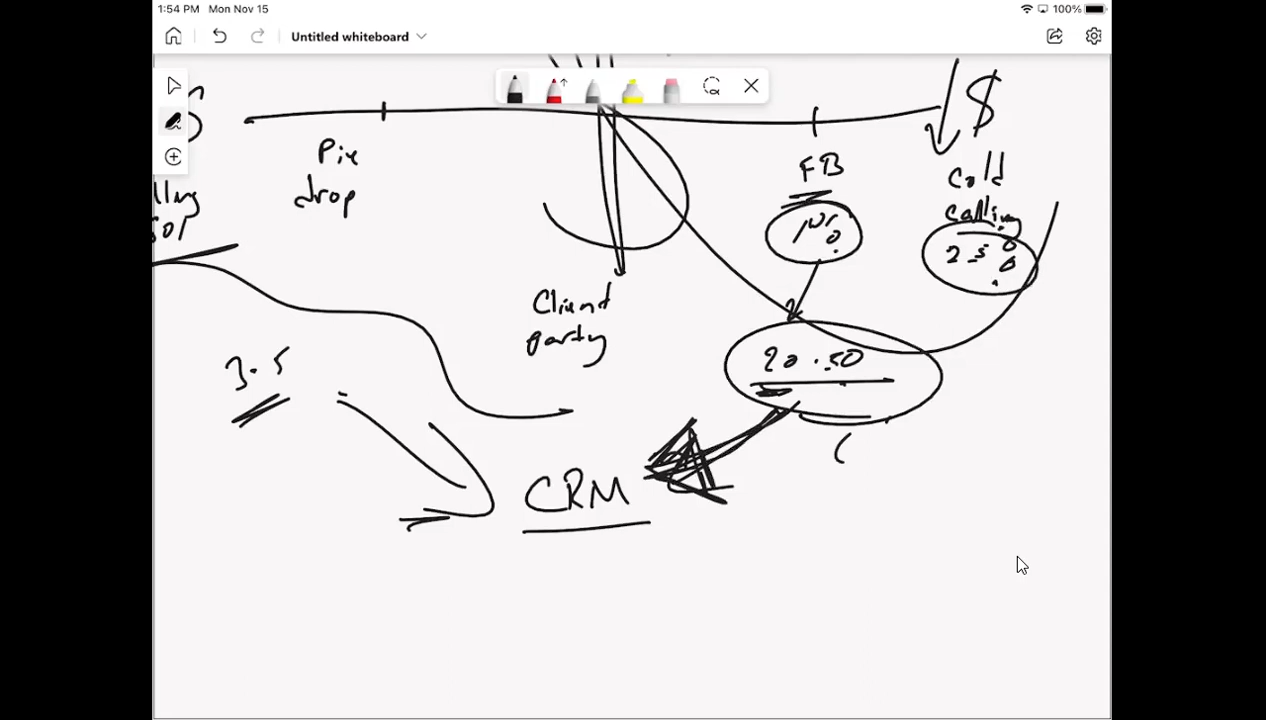 1:54 PM Mon Nov 15
100%
Untitled whiteboard
$
Pie
drop
FB
Cold
calling
Client
party
20.50
3.5
CRM